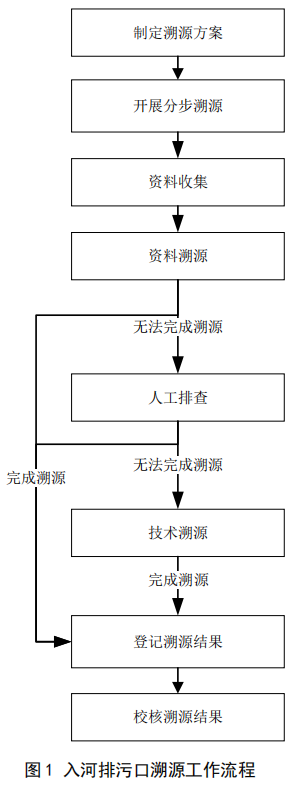 制定溯源方案
开展分步溯源
资料收集
资料溯源
无法完成溯源
人工排查
无法完成溯源
完成溯源
技术溯源
完成溯源
登记溯源结果
校核溯源结果
图1 入河排污口溯源工作流程